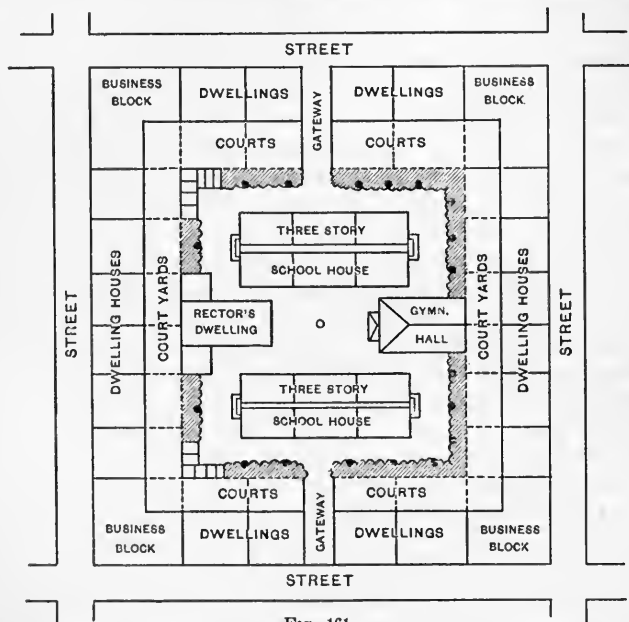 STREET
BUSINESS
BLOCK
DWELLINGS
GATEWAY
DWELLINGS
BUSINESS
BLOCK.
COURTS
COURTS
THREE STORY
SCHOOL HOUSE
STREET
DWELLING HOUSES
COURT YARDS
RECTOR'S
DWELLING
GYMN.
HALL
COURT YARDS
DWELLING HOUSES
STREET
THREE STORY
SCHOOL HOUSE
COURTS
COURTS
BUSINESS
BLOCK
DWELLINGS
GATEWAY
DWELLINGS
BUSINESS
BLOCK
STREET
FIG. 161